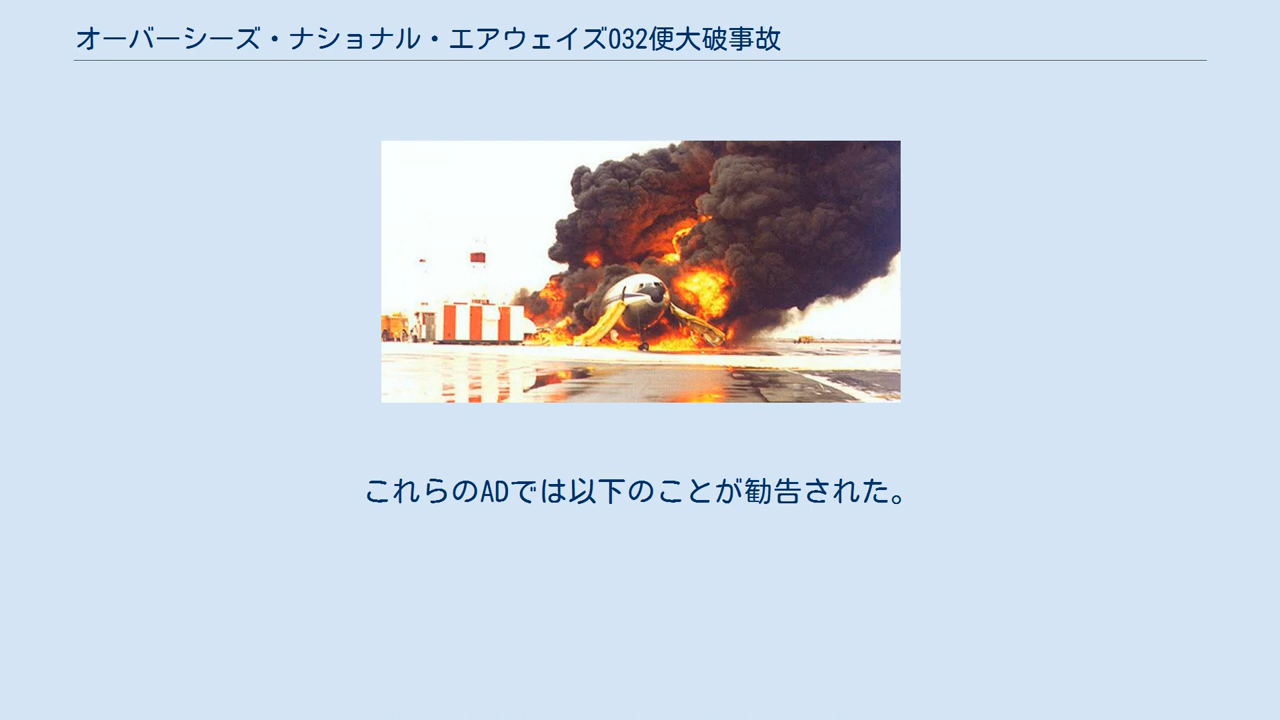 オーバーシーズ・ナショナル・エアウェイズ032便大破事故
これらのADでは以下のことが勧告された。